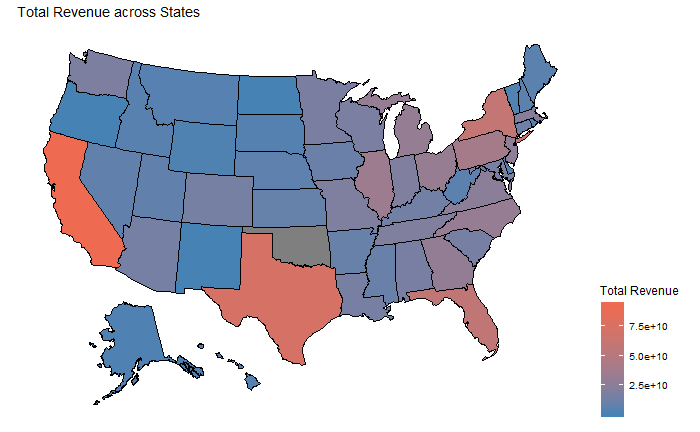 Total Revenue across States
Total Revenue
7.5e+10
5.0e+10
2.5e+10